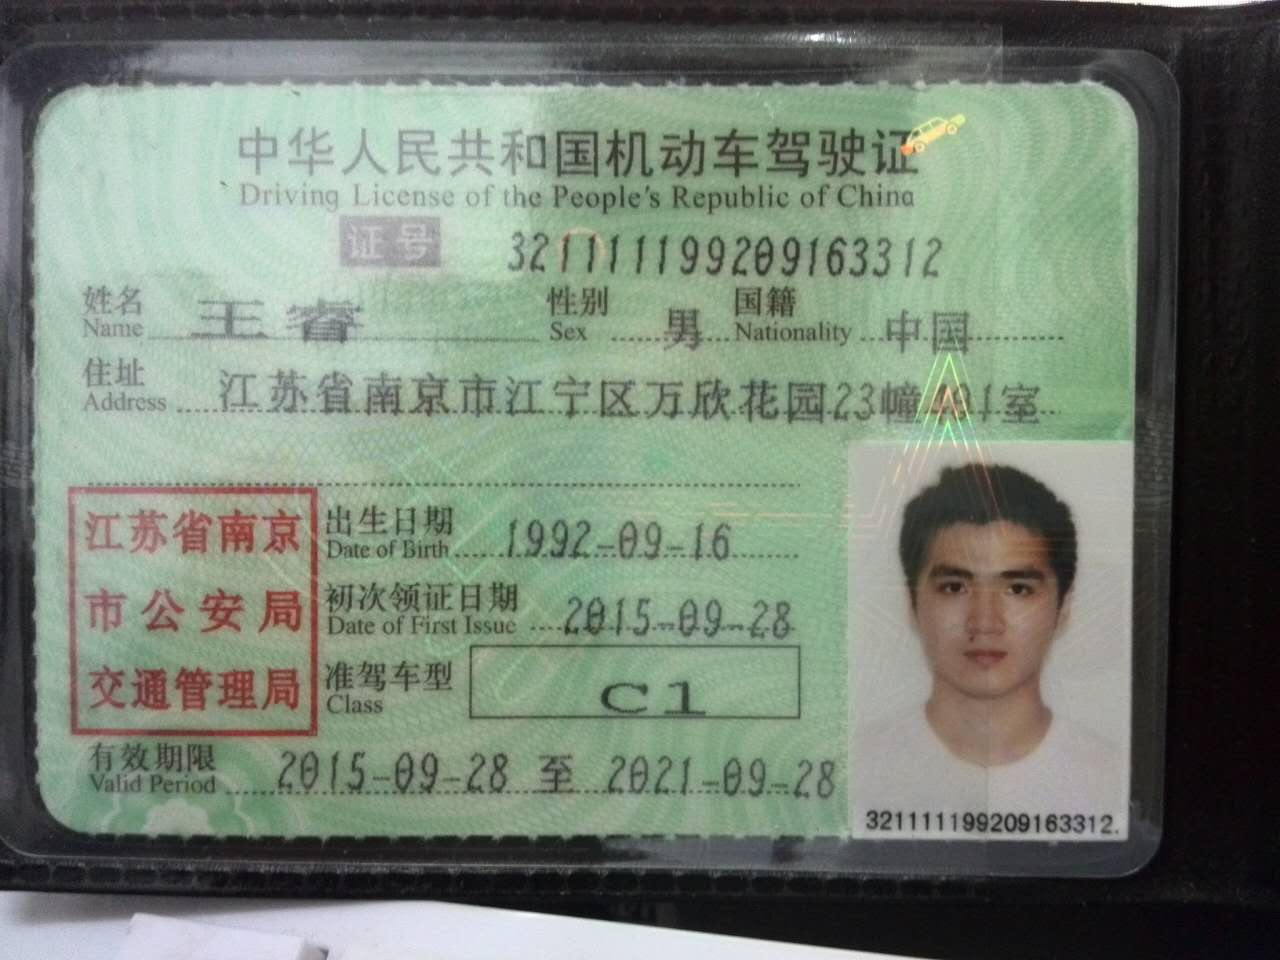 中华人民共和国机动车驾驶证
Driving License of the People's Republic of China
证号 321111199209163312
姓名 王睿 性别 男 国籍 中国
Name Sex Nationality
住址 江苏省南京市江宁区万欣花园23幢401室
Address
江苏省南京
市公安局
交通管理局
出生日期 1992-09-16
Date of Birth
初次领证日期 2015-09-28
Date of First Issue
准驾车型 C1
Class
有效期限 2015-09-28 至 2021-09-28
Valid Period
321111199209163312.